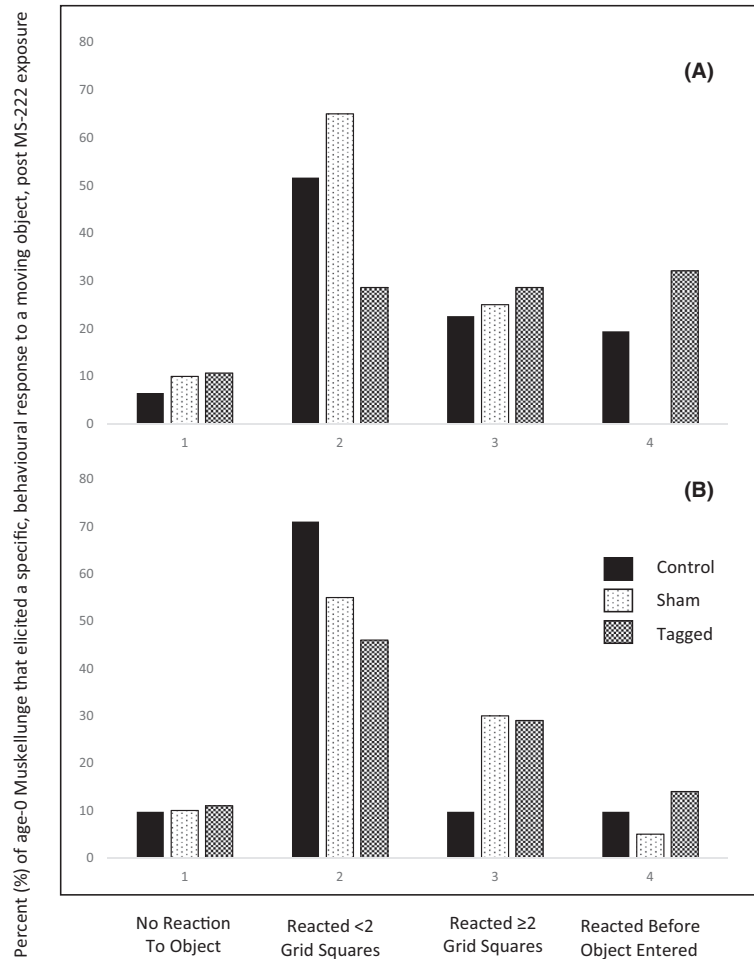 Percent (%) of age-0 Muskellunge that elicited a specific, behavioural response to a moving object, post MS-222 exposure
(A)
80
70
60
50
40
30
20
10
0
1 2 3 4
(B)
80
70
60
50
40
30
20
10
0
Control
Sham
Tagged
1 2 3 4
No Reaction
To Object
Reacted <2
Grid Squares
Reacted ≥2
Grid Squares
Reacted Before
Object Entered